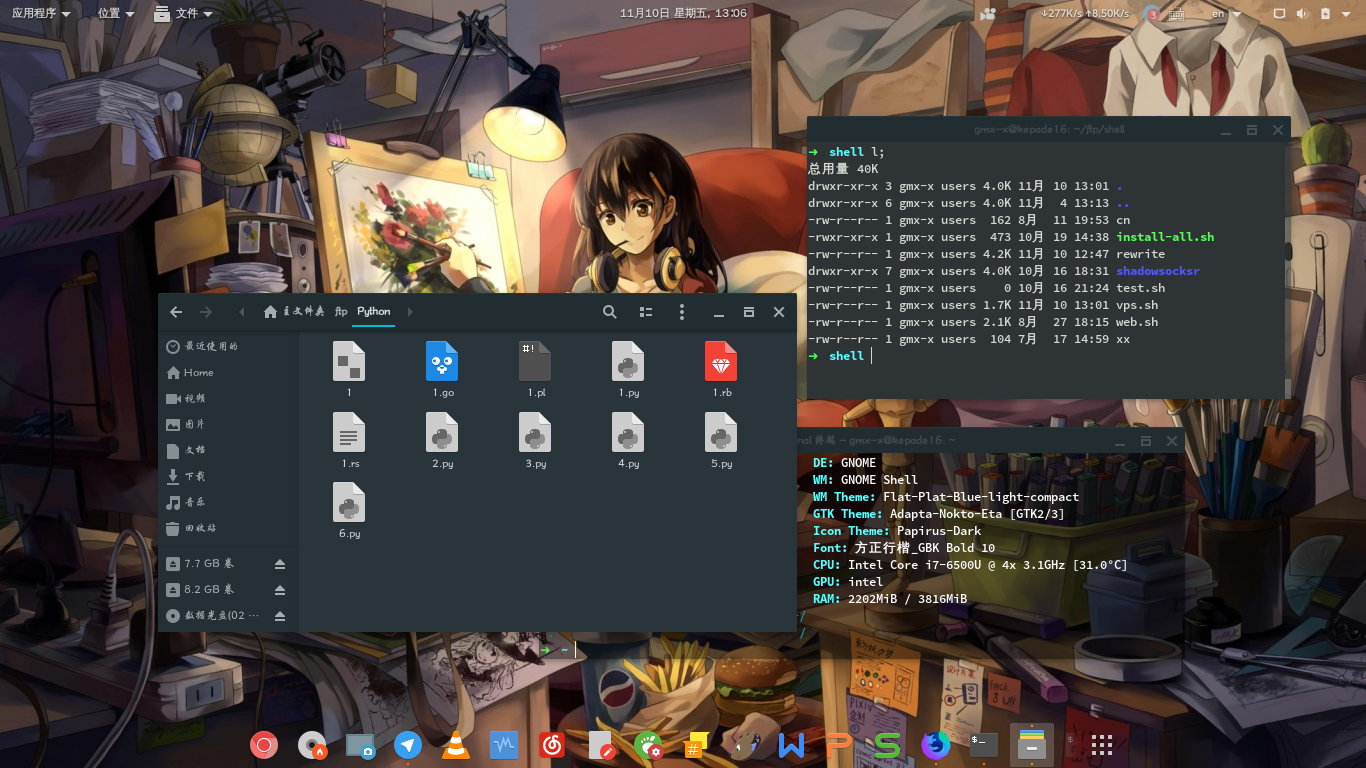 应用程序 位置 文件 11月10日 星期五, 13:06 ↓277K/s ↑8.50K/s 3 en
gmx-x@kepade16: ~/ftp/shell
➜ shell l;
总用量 40K
drwxr-xr-x 3 gmx-x users 4.0K 11月 10 13:01 .
drwxr-xr-x 6 gmx-x users 4.0K 11月 4 13:13 ..
-rw-r--r-- 1 gmx-x users 162 8月 11 19:53 cn
-rwxr-xr-x 1 gmx-x users 473 10月 19 14:38 install-all.sh
-rw-r--r-- 1 gmx-x users 4.2K 11月 10 12:47 rewrite
drwxr-xr-x 7 gmx-x users 4.0K 10月 16 18:31 shadowsocksr
-rw-r--r-- 1 gmx-x users 0 10月 16 21:24 test.sh
-rw-r--r-- 1 gmx-x users 1.7K 11月 10 13:01 vps.sh
-rw-r--r-- 1 gmx-x users 2.1K 8月 27 18:15 web.sh
-rw-r--r-- 1 gmx-x users 104 7月 17 14:59 xx
➜ shell
主文件夹 ftp Python
最近使用的
Home
视频
图片
文档
下载
音乐
回收站
7.7 GB 卷
8.2 GB 卷
数据光盘(02 ···
#!
1 1.go 1.pl 1.py 1.rb
1.rs 2.py 3.py 4.py 5.py
6.py
nal 终端 - gmx-x@kepade16: ~
DE: GNOME
WM: GNOME Shell
WM Theme: Flat-Plat-Blue-light-compact
GTK Theme: Adapta-Nokto-Eta [GTK2/3]
Icon Theme: Papirus-Dark
Font: 方正行楷_GBK Bold 10
CPU: Intel Core i7-6500U @ 4x 3.1GHz [31.0°C]
GPU: intel
RAM: 2202MiB / 3816MiB
/
/
➜ ~
设计方案
PIXIV
企划
# W P S $_